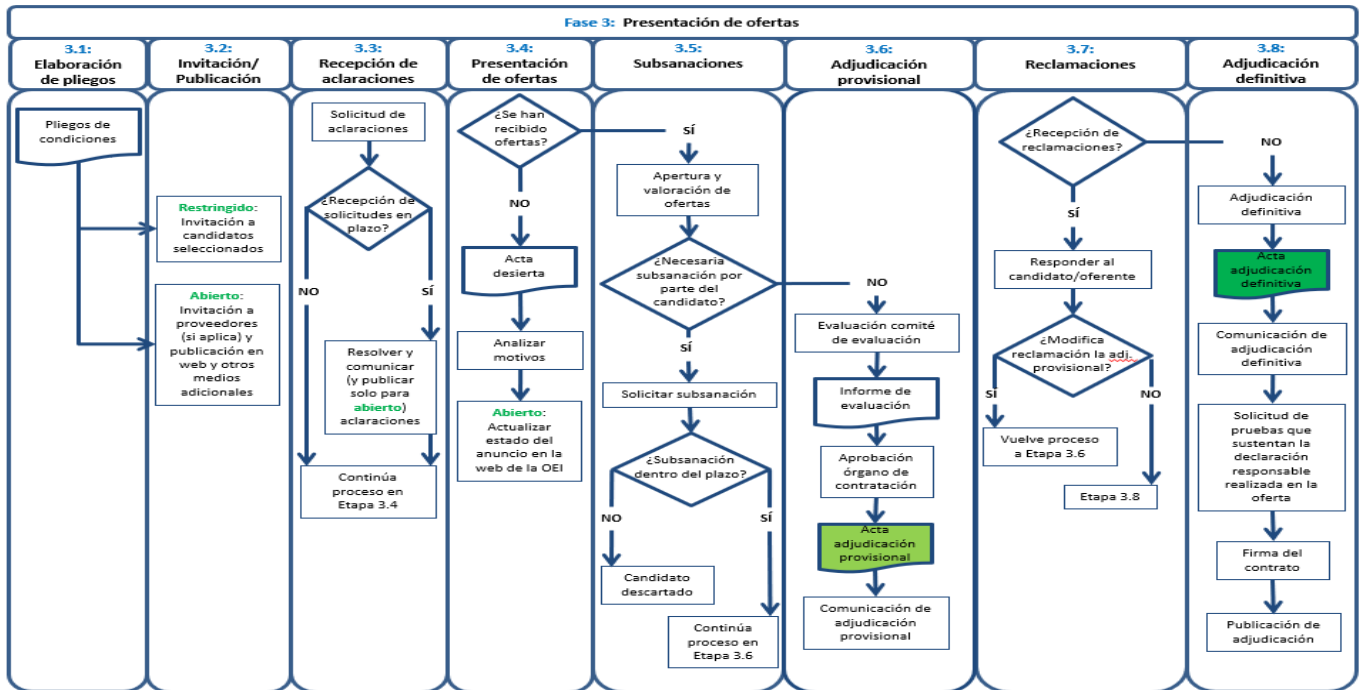 Fase 3: Presentación de ofertas
3.1:
Elaboración
de pliegos
3.2:
Invitación/
Publicación
3.3:
Recepción de
aclaraciones
3.4:
Presentación
de ofertas
3.5:
Subsanaciones
3.6:
Adjudicación
provisional
3.7:
Reclamaciones
3.8:
Adjudicación
definitiva
Pliegos de
condiciones
Restringido:
Invitación a
candidatos
seleccionados
Abierto:
Invitación a
proveedores
(si aplica) y
publicación en
web y otros
medios
adicionales
Solicitud de
aclaraciones
¿Recepción de
solicitudes en
plazo?
NO
SÍ
Resolver y
comunicar
(y publicar
solo para
abierto)
aclaraciones
Continúa
proceso en
Etapa 3.4
¿Se han
recibido
ofertas?
NO
Acta
desierta
Analizar
motivos
Abierto:
Actualizar
estado del
anuncio en la
web de la OEI
SÍ
Apertura y
valoración de
ofertas
¿Necesaria
subsanación por
parte del
candidato?
SÍ
Solicitar subsanación
¿Subsanación
dentro del plazo?
NO
SÍ
Candidato
descartado
Continúa
proceso en
Etapa 3.6
NO
Evaluación comité
de evaluación
Informe de
evaluación
Aprobación
órgano de
contratación
Acta
adjudicación
provisional
Comunicación de
adjudicación
provisional
¿Recepción de
reclamaciones?
SÍ
Responder al
candidato/oferente
¿Modifica
reclamación la adj.
provisional?
SÍ
NO
Vuelve proceso
a Etapa 3.6
Etapa 3.8
NO
Adjudicación
definitiva
Acta
adjudicación
definitiva
Comunicación de
adjudicación
definitiva
Solicitud de
pruebas que
sustentan la
declaración
responsable
realizada en la
oferta
Firma del
contrato
Publicación de
adjudicación